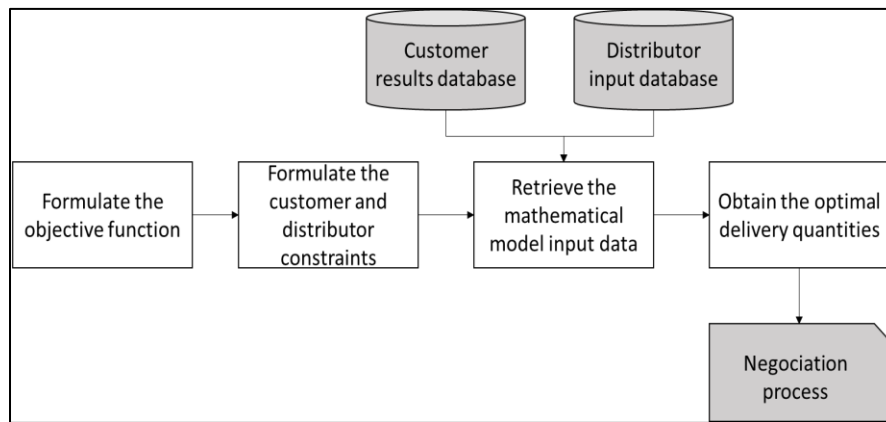 Customer
results database
Distributor
input database
Formulate the
objective function
Formulate the
customer and
distributor
constraints
Retrieve the
mathematical
model input data
Obtain the optimal
delivery quantities
Negociation
process